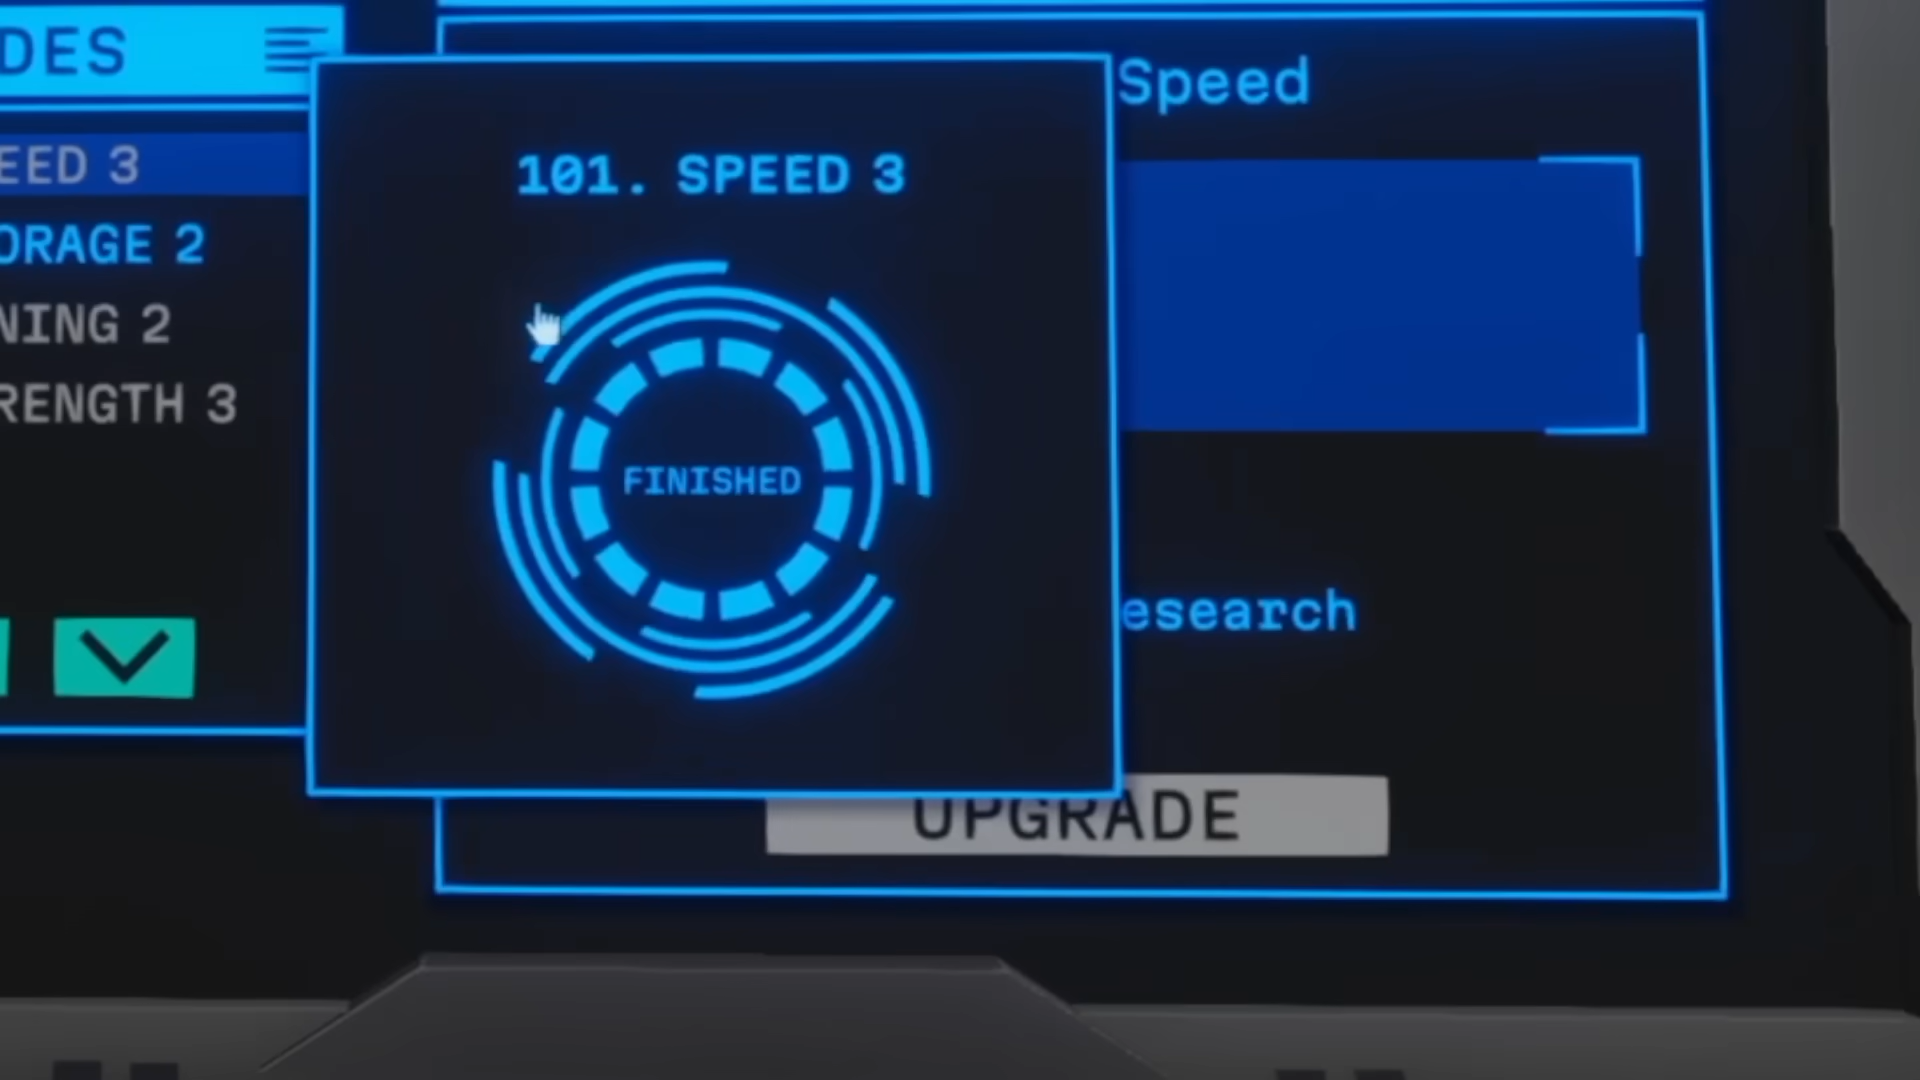 DES
EED 3
ORAGE 2
NING 2
RENGTH 3
101. SPEED 3
FINISHED
Speed
esearch
UPGRADE